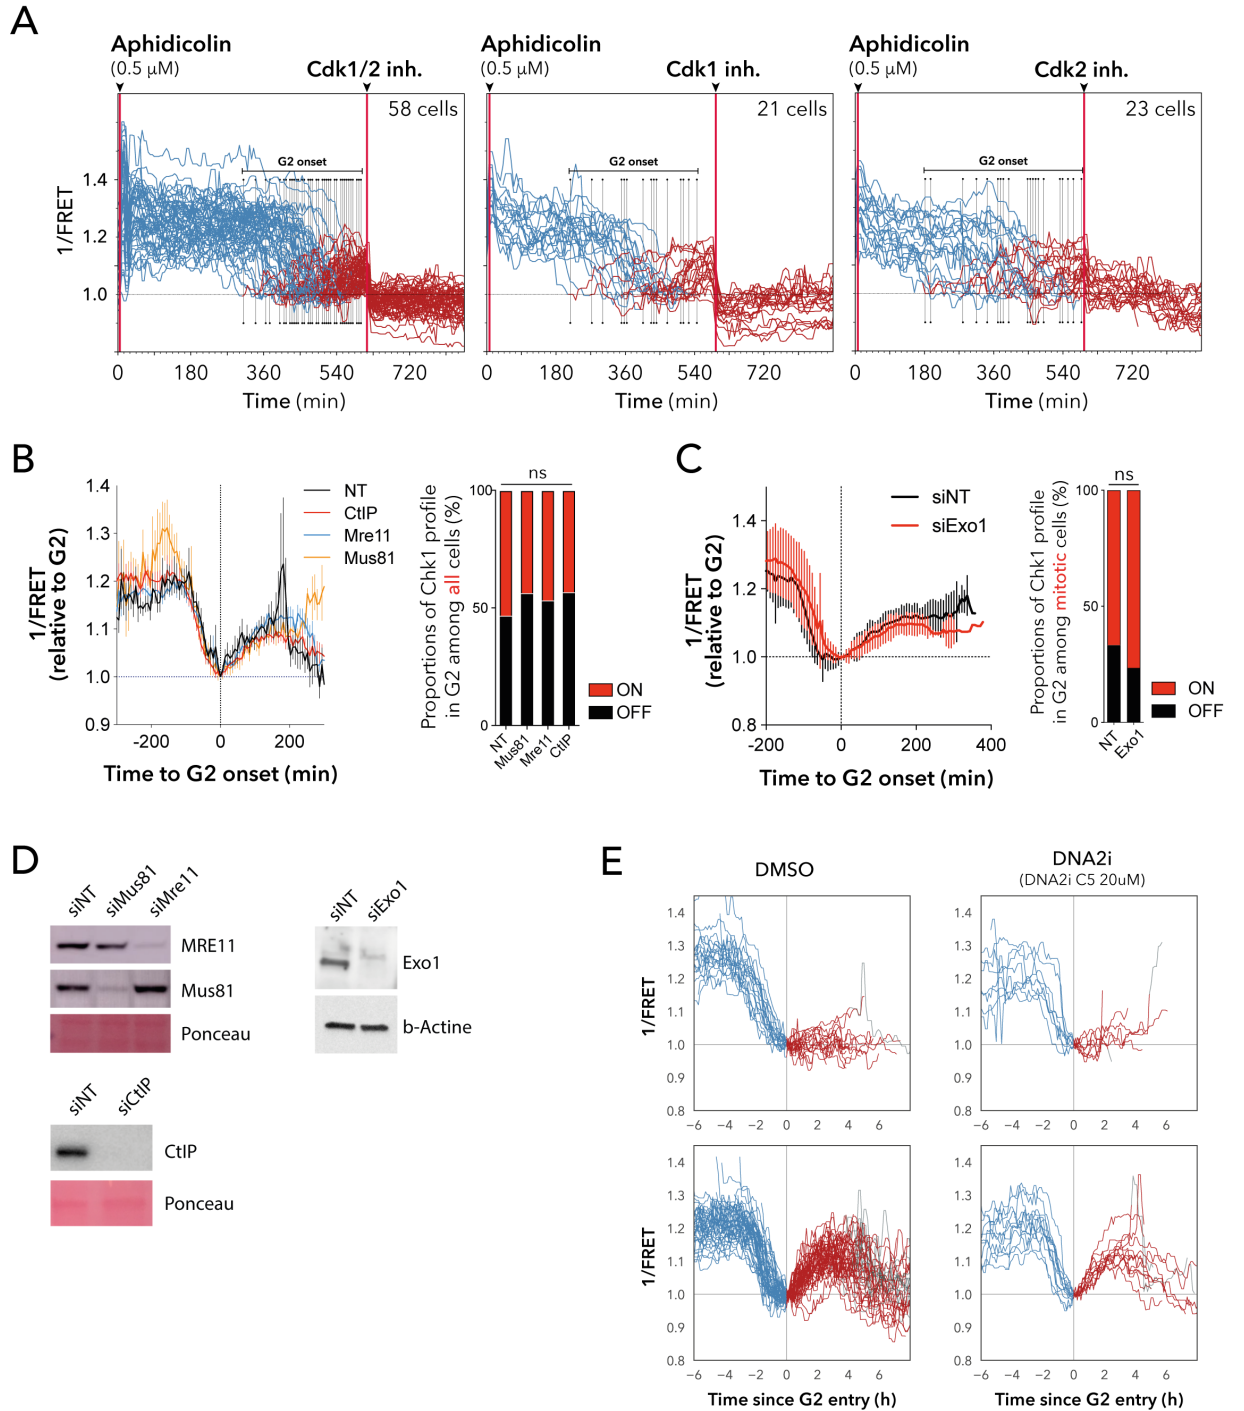 A
Aphidicolin
(0.5 µM)
Cdk1/2 inh.
Aphidicolin
(0.5 µM)
Cdk1 inh.
Aphidicolin
(0.5 µM)
Cdk2 inh.
58 cells
21 cells
23 cells
G2 onset
G2 onset
G2 onset
1/FRET
1.4
1.3
1.2
1.1
1.0
0 180 360 540 720
0 180 360 540 720
0 180 360 540 720
Time (min)
Time (min)
Time (min)
B
1/FRET
(relative to G2)
1.4
1.3
1.2
1.1
1.0
0.9
NT
CtIP
Mre11
Mus81
-200 0 200
Time to G2 onset (min)
Proportions of Chk1 profile
in G2 among all cells (%)
ns
100
50
0
NT
Mus81
Mre11
CtIP
ON
OFF
C
1/FRET
(relative to G2)
1.4
1.2
1.0
0.8
siNT
siExo1
-200 0 200 400
Time to G2 onset (min)
Proportions of Chk1 profile
in G2 among mitotic cells (%)
ns
100
50
0
NT
Exo1
ON
OFF
D
siNT
siMus81
siMre11
MRE11
Mus81
Ponceau
siNT
siExo1
Exo1
b-Actine
siNT
siCtIP
CtIP
Ponceau
E
DMSO
DNA2i
(DNA2i C5 20uM)
1/FRET
1.4
1.3
1.2
1.1
1.0
0.9
0.8
−6 −4 −2 0 2 4 6
1.4
1.3
1.2
1.1
1.0
0.9
0.8
−6 −4 −2 0 2 4 6
1/FRET
1.4
1.3
1.2
1.1
1.0
0.9
0.8
−6 −4 −2 0 2 4 6
Time since G2 entry (h)
1.4
1.3
1.2
1.1
1.0
0.9
0.8
−6 −4 −2 0 2 4 6
Time since G2 entry (h)